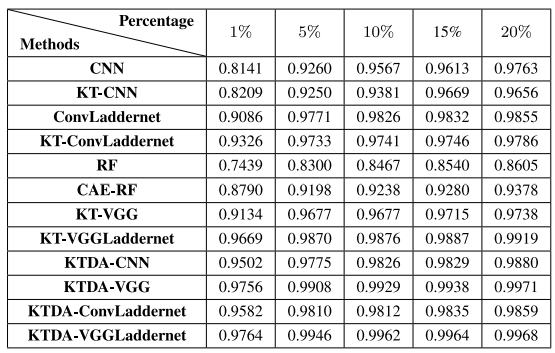 Percentage
Methods 1% 5% 10% 15% 20%
CNN 0.8141 0.9260 0.9567 0.9613 0.9763
KT-CNN 0.8209 0.9250 0.9381 0.9669 0.9656
ConvLaddernet 0.9086 0.9771 0.9826 0.9832 0.9855
KT-ConvLaddernet 0.9326 0.9733 0.9741 0.9746 0.9786
RF 0.7439 0.8300 0.8467 0.8540 0.8605
CAE-RF 0.8790 0.9198 0.9238 0.9280 0.9378
KT-VGG 0.9134 0.9677 0.9677 0.9715 0.9738
KT-VGGLaddernet 0.9669 0.9870 0.9876 0.9887 0.9919
KTDA-CNN 0.9502 0.9775 0.9826 0.9829 0.9880
KTDA-VGG 0.9756 0.9908 0.9929 0.9938 0.9971
KTDA-ConvLaddernet 0.9582 0.9810 0.9812 0.9835 0.9859
KTDA-VGGLaddernet 0.9764 0.9946 0.9962 0.9964 0.9968